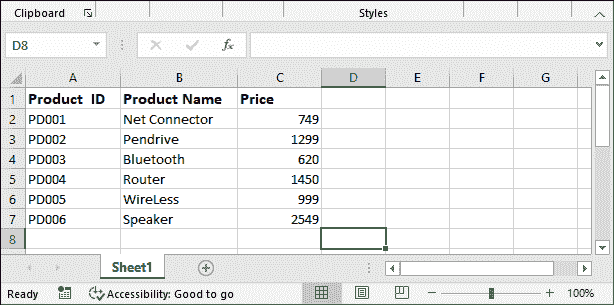 Clipboard Styles
D8 fx
A B C D E F G
1 Product ID Product Name Price
2 PD001 Net Connector 749
3 PD002 Pendrive 1299
4 PD003 Bluetooth 620
5 PD004 Router 1450
6 PD005 WireLess 999
7 PD006 Speaker 2549
8
Sheet1
Ready Accessibility: Good to go 100%